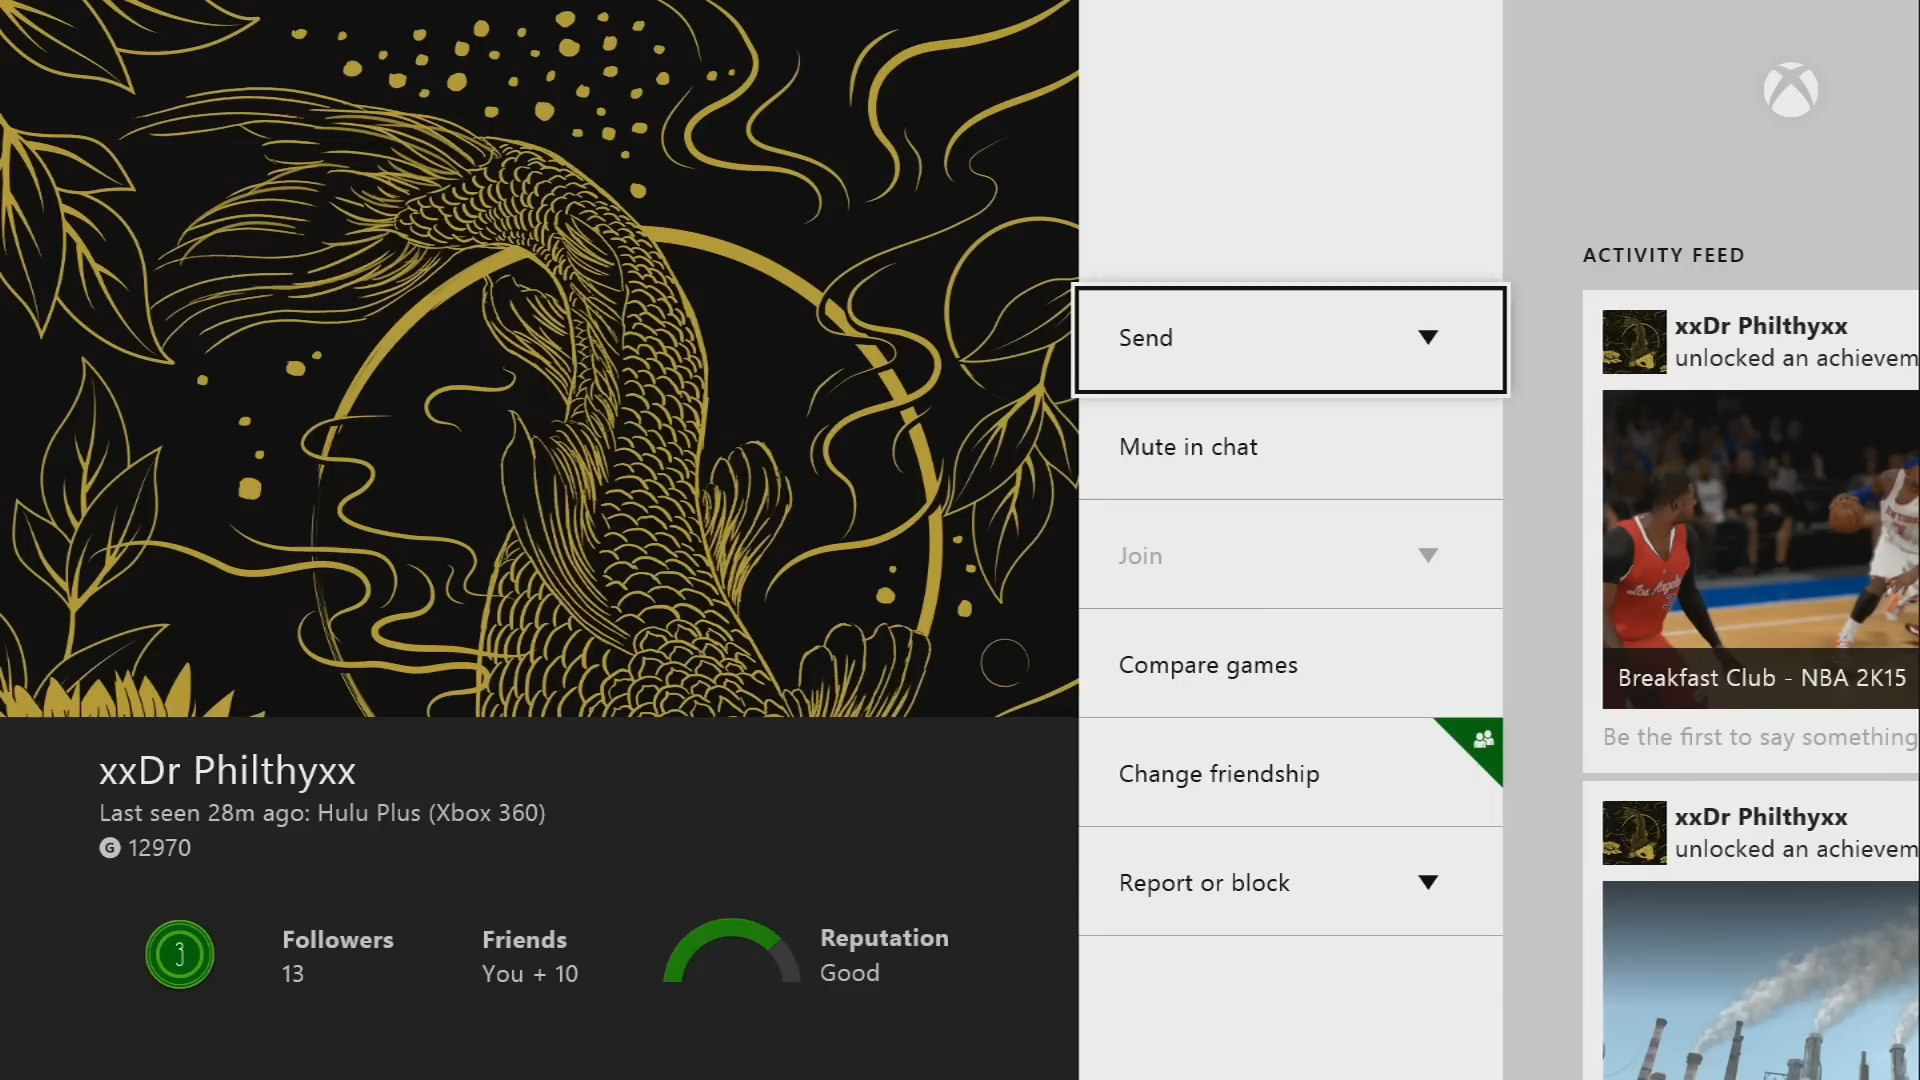 xxDr Philthyxx
Last seen 28m ago: Hulu Plus (Xbox 360)
G 12970
3
Followers
13
Friends
You + 10
Reputation
Good
Send
Mute in chat
Join
Compare games
Change friendship
Report or block
ACTIVITY FEED
xxDr Philthyxx
unlocked an achievem
Los Angeles
Breakfast Club - NBA 2K15
Be the first to say something
xxDr Philthyxx
unlocked an achievem